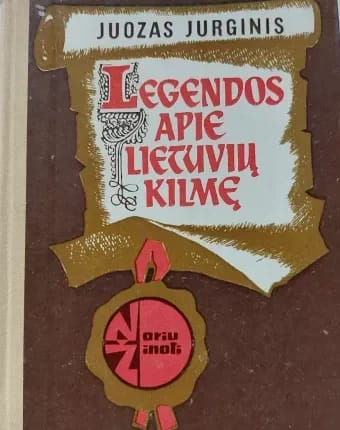 JUOZAS JURGINIS
LEGENDOS
APIE
LIETUVIŲ
KILMĘ
Noriu
Žinoti